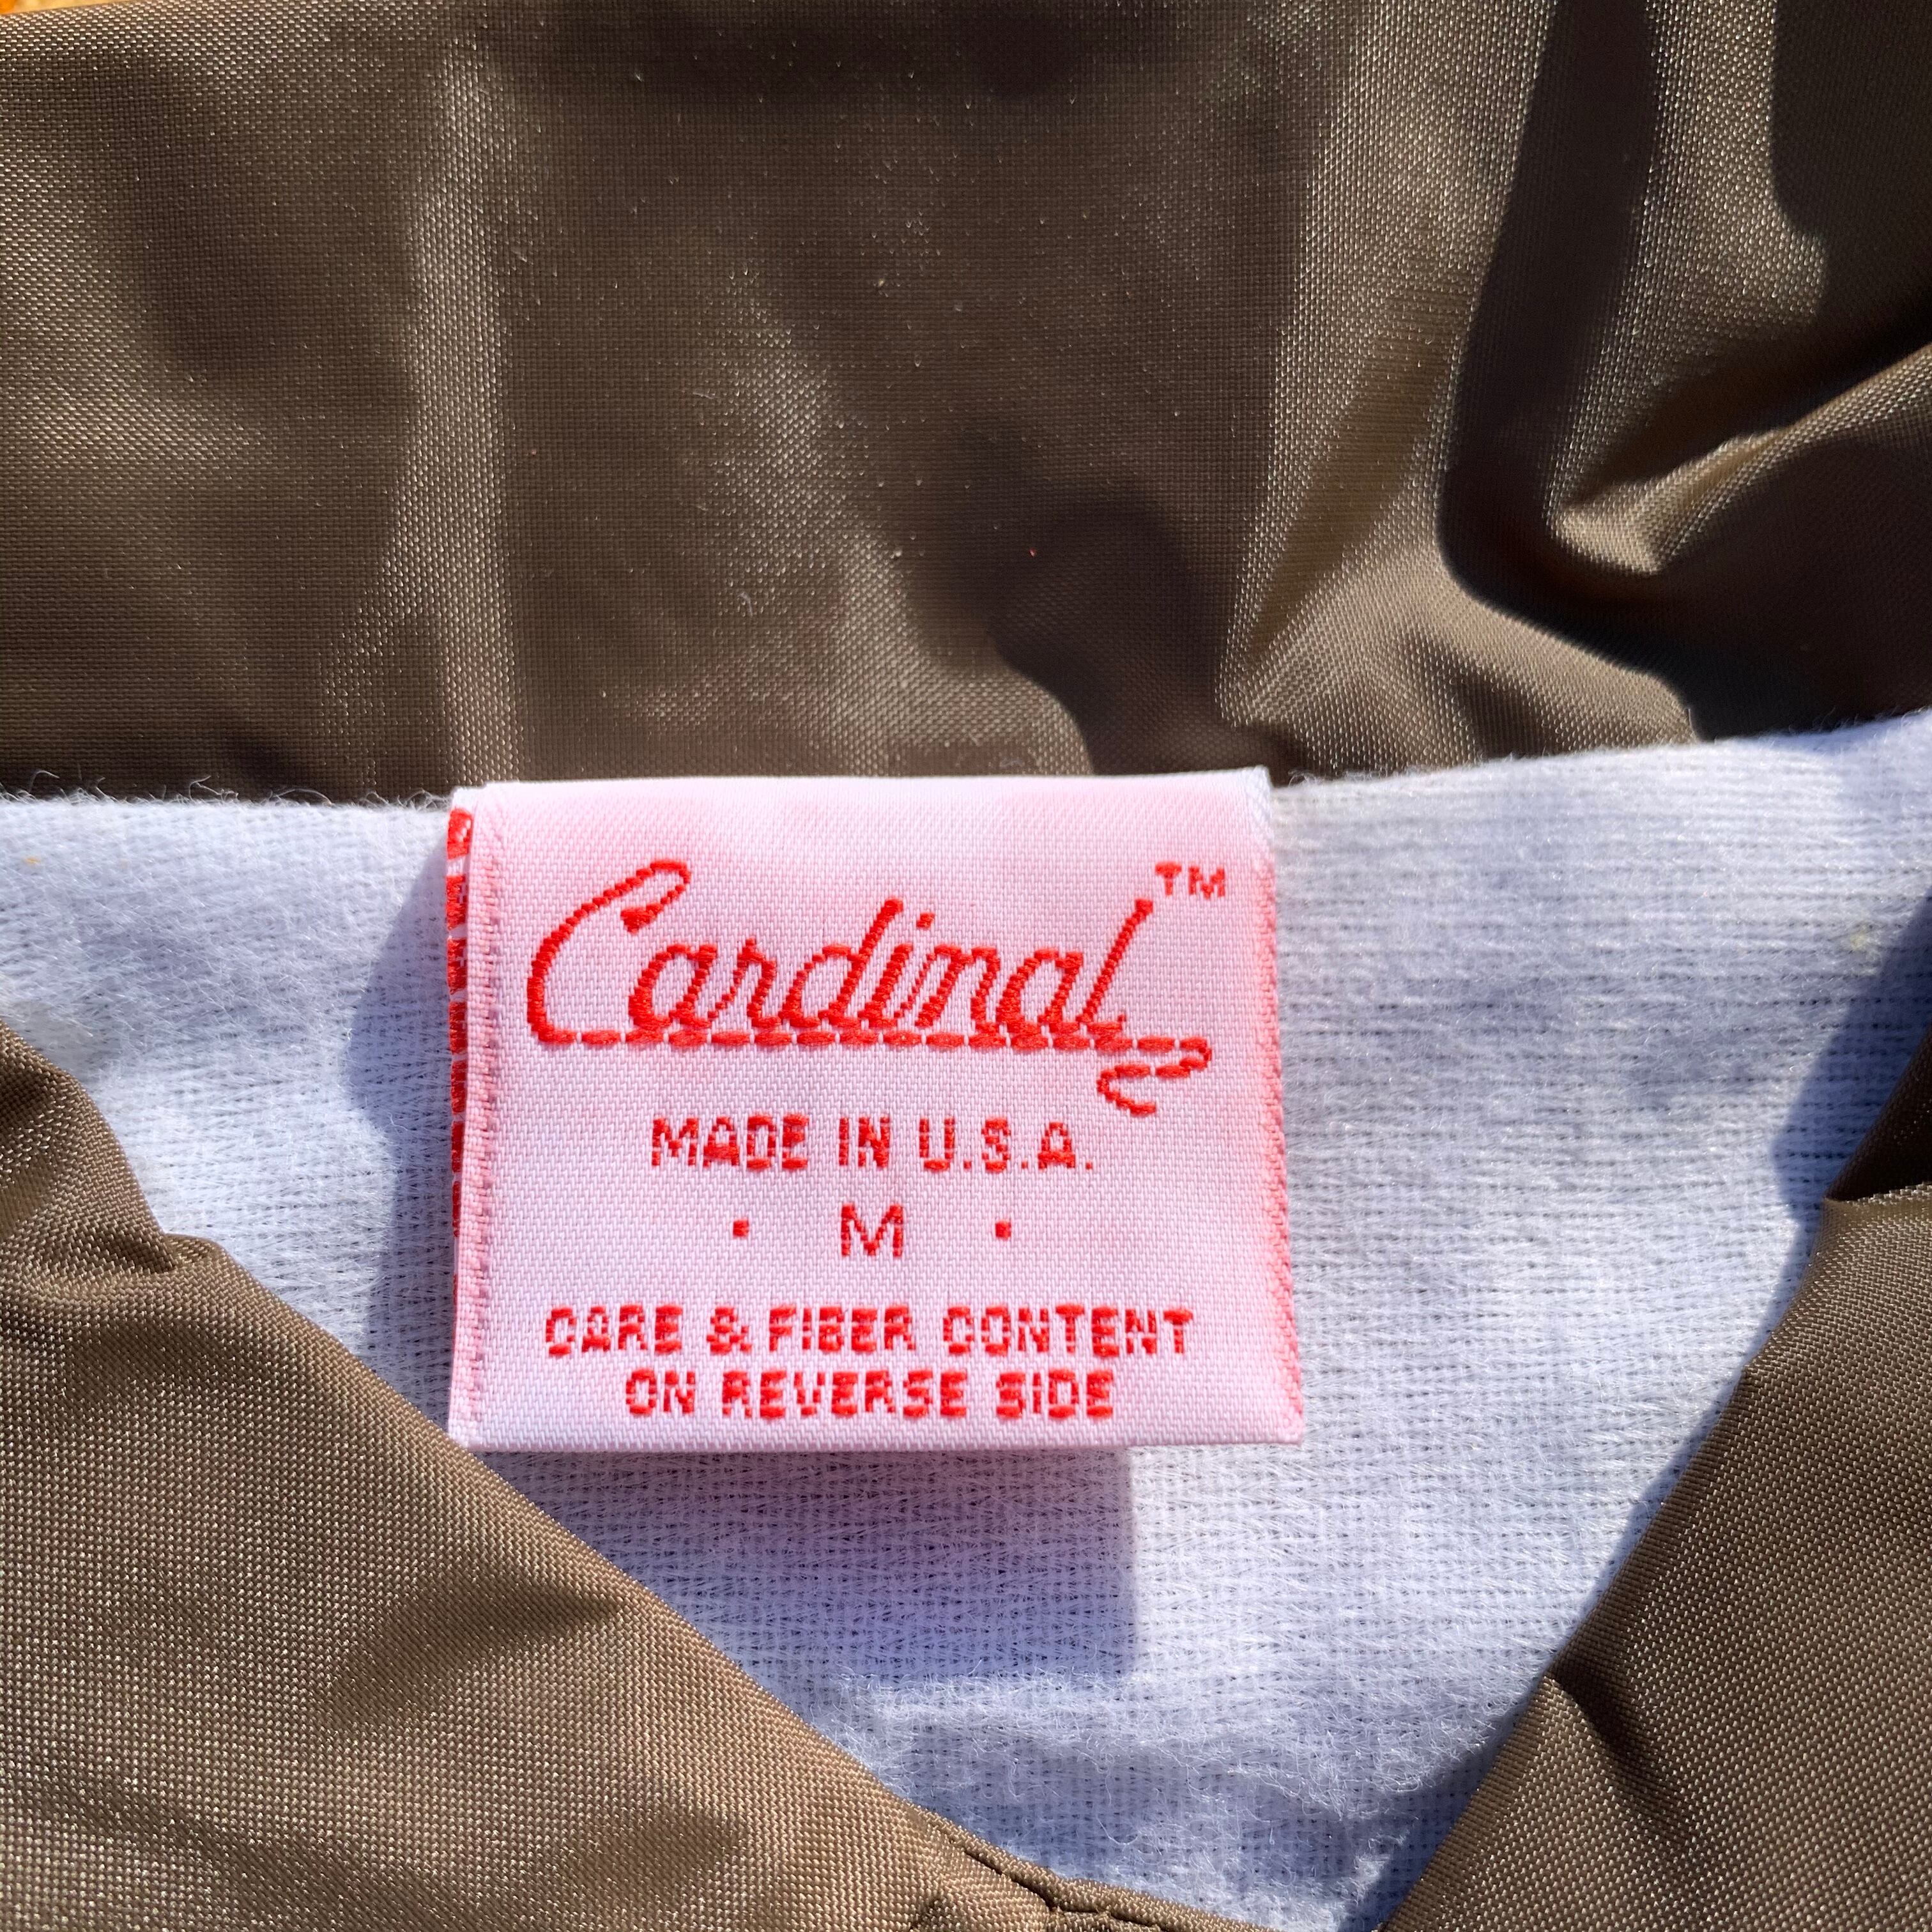 Cardinal™
MADE IN U.S.A.
· M ·
CARE & FIBER CONTENT
ON REVERSE SIDE